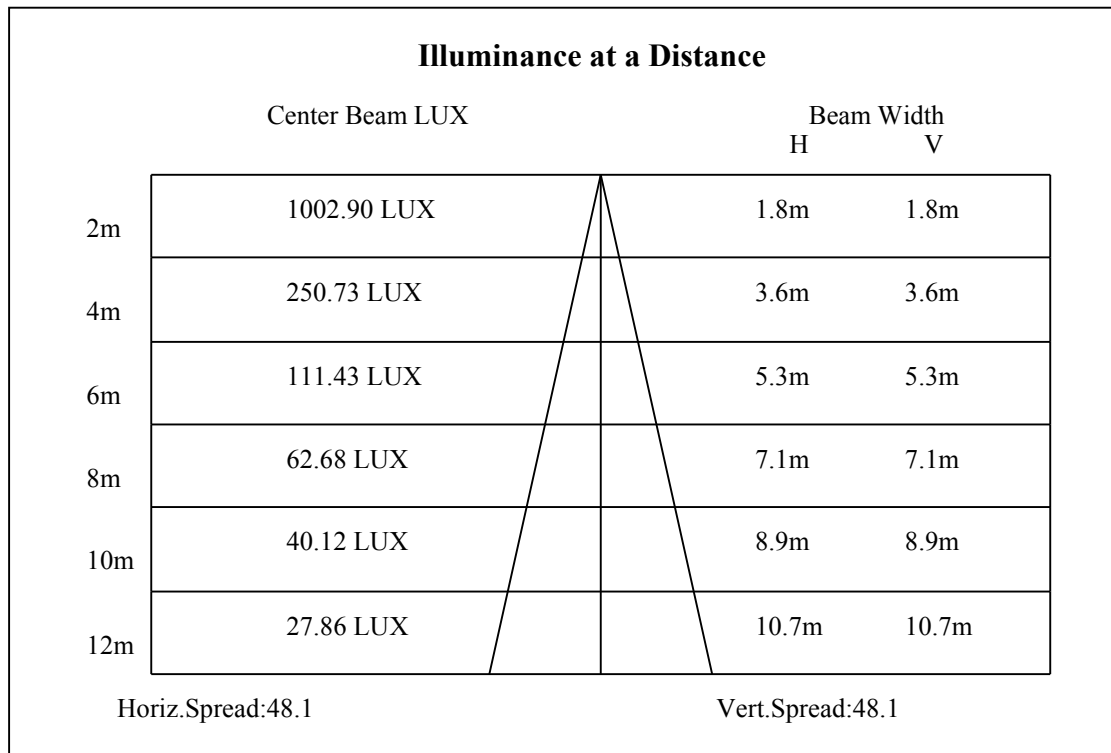 Illuminance at a Distance
Center Beam LUX Beam Width
H V
2m 1002.90 LUX 1.8m 1.8m
4m 250.73 LUX 3.6m 3.6m
6m 111.43 LUX 5.3m 5.3m
8m 62.68 LUX 7.1m 7.1m
10m 40.12 LUX 8.9m 8.9m
12m 27.86 LUX 10.7m 10.7m
Horiz.Spread:48.1 Vert.Spread:48.1